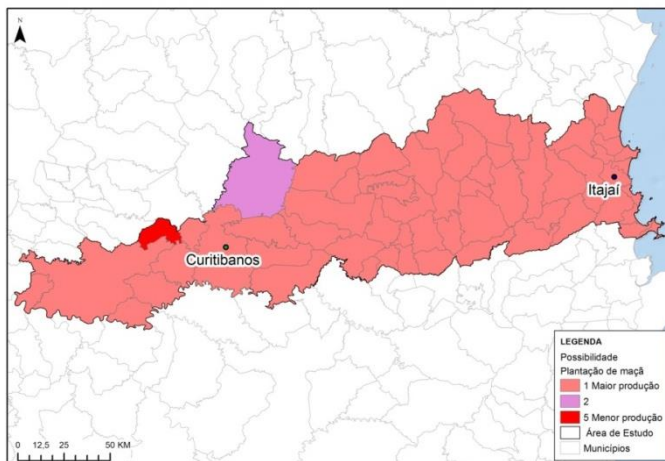 N
Itajaí
Curitibanos
LEGENDA
Possibilidade
Plantação de maçã
1 Maior produção
2
5 Menor produção
Área de Estudo
Municípios
0 12,5 25 50 KM